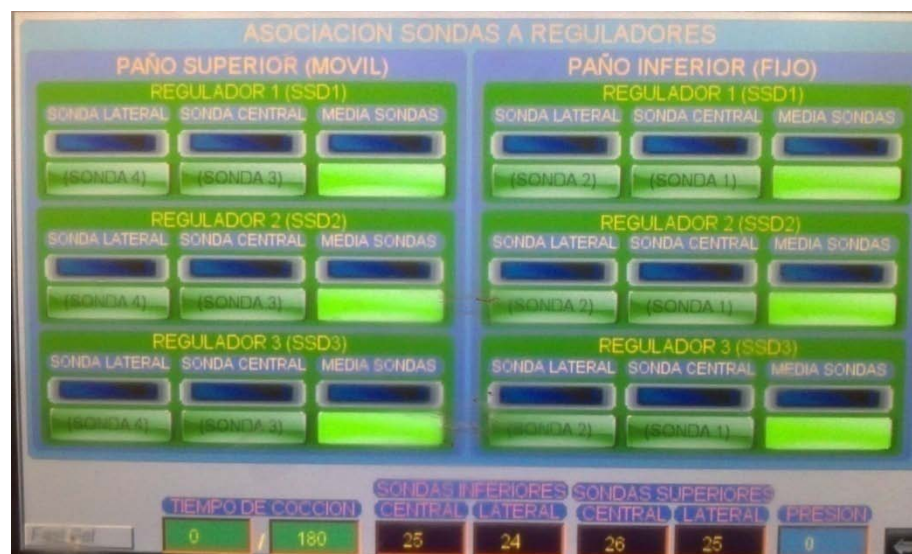 ASOCIACION SONDAS A REGULADORES
PAÑO SUPERIOR (MOVIL)
REGULADOR 1 (SSD1)
SONDA LATERAL SONDA CENTRAL MEDIA SONDAS
(SONDA 4) (SONDA 3)
REGULADOR 2 (SSD2)
SONDA LATERAL SONDA CENTRAL MEDIA SONDAS
(SONDA 4) (SONDA 3)
REGULADOR 3 (SSD3)
SONDA LATERAL SONDA CENTRAL MEDIA SONDAS
(SONDA 4) (SONDA 3)
PAÑO INFERIOR (FIJO)
REGULADOR 1 (SSD1)
SONDA LATERAL SONDA CENTRAL MEDIA SONDAS
(SONDA 2) (SONDA 1)
REGULADOR 2 (SSD2)
SONDA LATERAL SONDA CENTRAL MEDIA SONDAS
(SONDA 2) (SONDA 1)
REGULADOR 3 (SSD3)
SONDA LATERAL SONDA CENTRAL MEDIA SONDAS
(SONDA 2) (SONDA 1)
SONDAS INFERIORES SONDAS SUPERIORES
TIEMPO DE COCCION CENTRAL LATERAL CENTRAL LATERAL PRESION
0 / 180 25 24 26 25 0